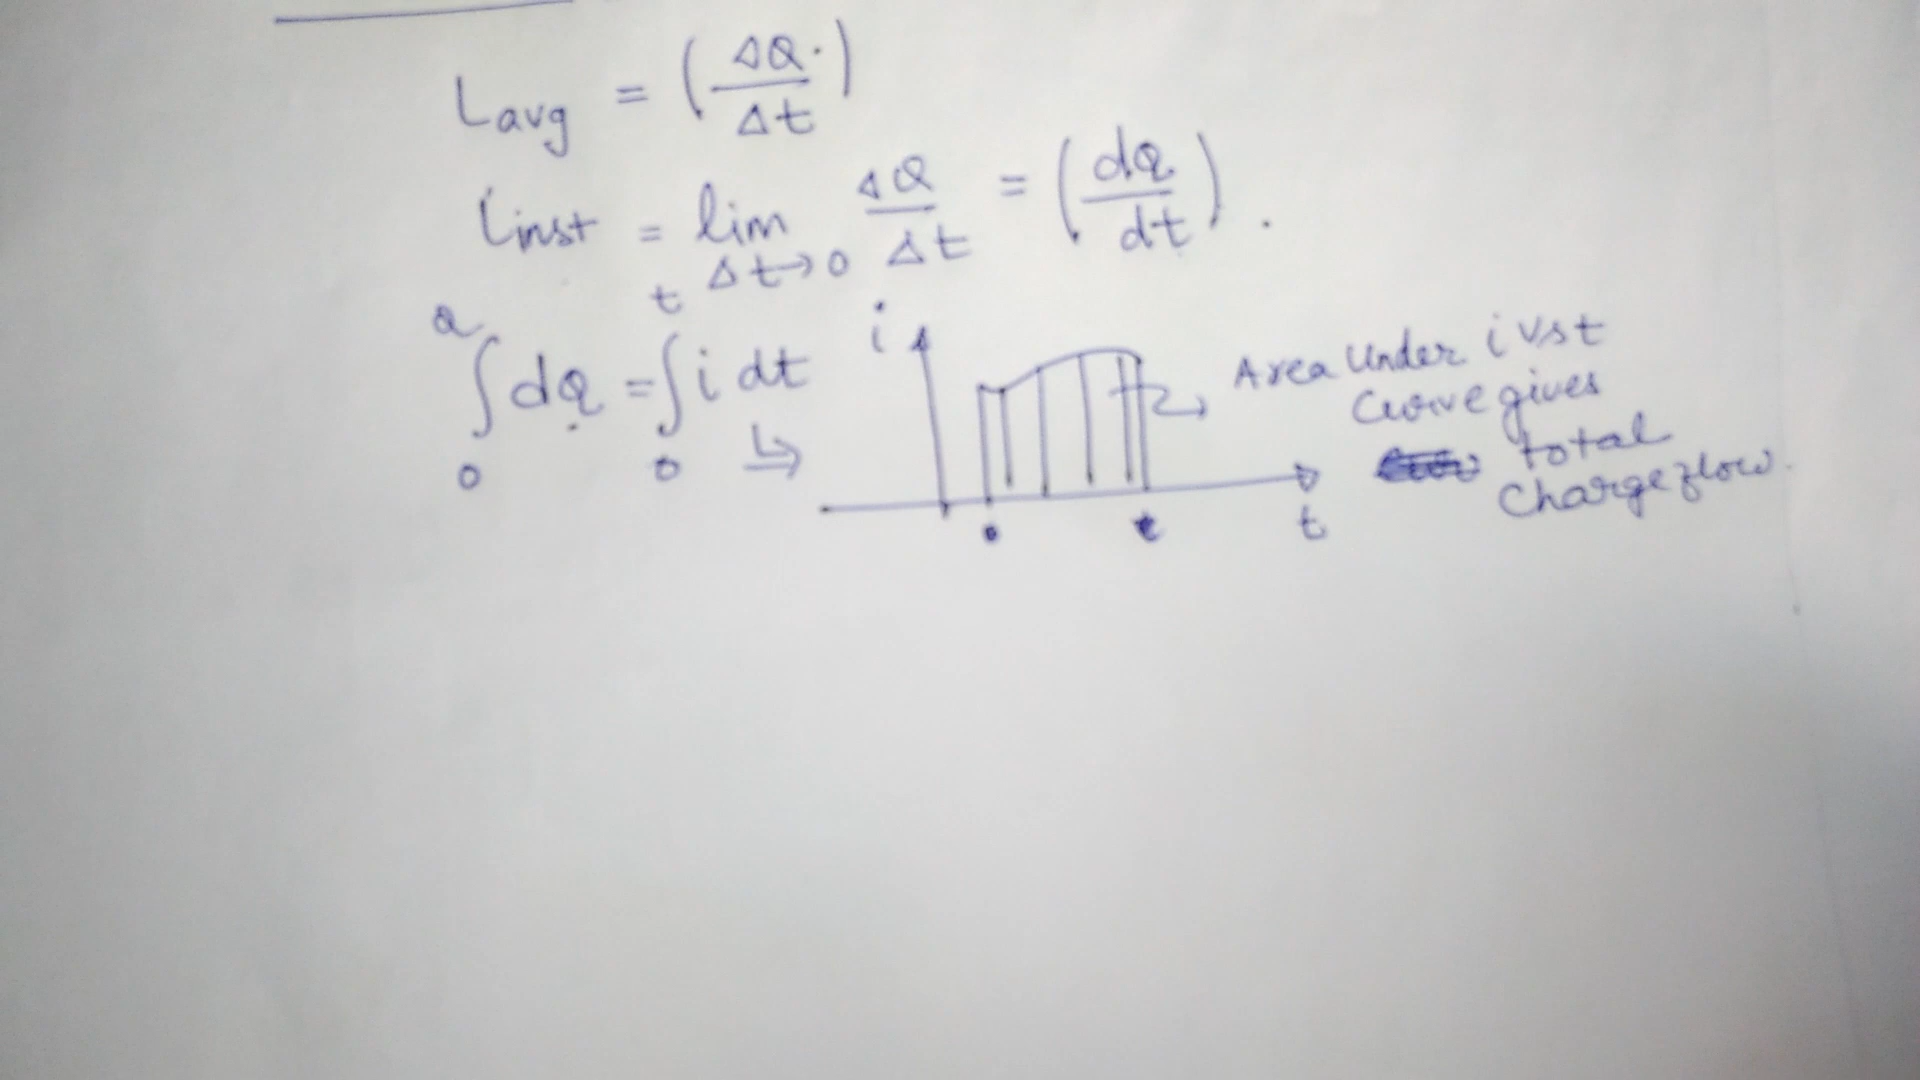 iavg = (ΔQ/Δt)
iinst = lim Δt→0 ΔQ/Δt = (dQ/dt).
∫₀^Q dQ = ∫₀^t i dt
i
Area Under i vs t
Curve gives
total
Charge flow.
0 t t